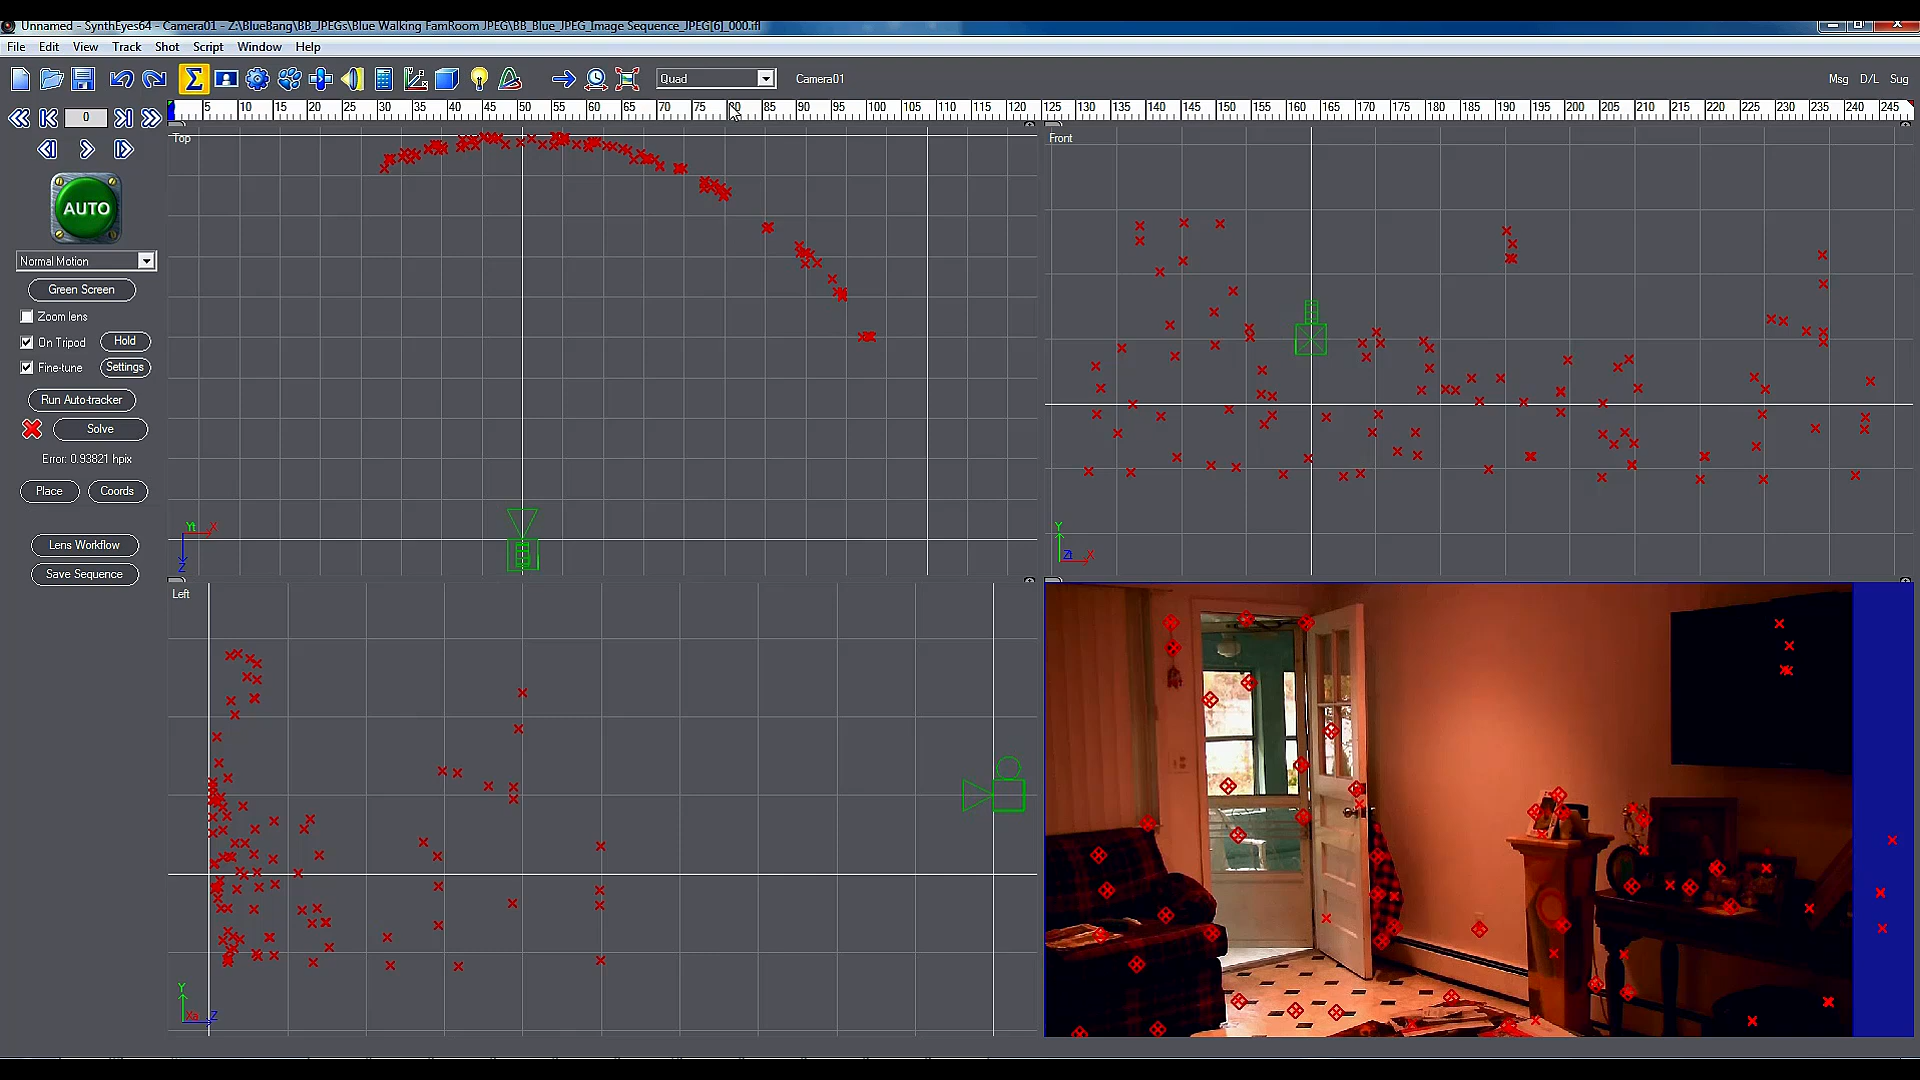 Unnamed - SynthEyes64 - Camera01 - Z:\BlueBang\BB_JPEGs\Blue Walking FamRoom JPEG\BB_Blue_JPEG_Image Sequence_JPEG[6]_000.ifl
File Edit View Track Shot Script Window Help
Quad Camera01 Msg D/L Sug
0 5 10 15 20 25 30 35 40 45 50 55 60 65 70 75 80 85 90 95 100 105 110 115 120 125 130 135 140 145 150 155 160 165 170 175 180 185 190 195 200 205 210 215 220 225 230 235 240 245
Top Front
AUTO
Normal Motion
Green Screen
Zoom lens
On Tripod Hold
Fine-tune Settings
Run Auto-tracker
Solve
Error: 0.93821 hpix
Place Coords
Yt X
Z
Y
Zt X
Lens Workflow
Save Sequence
Left
Y
Xa Z